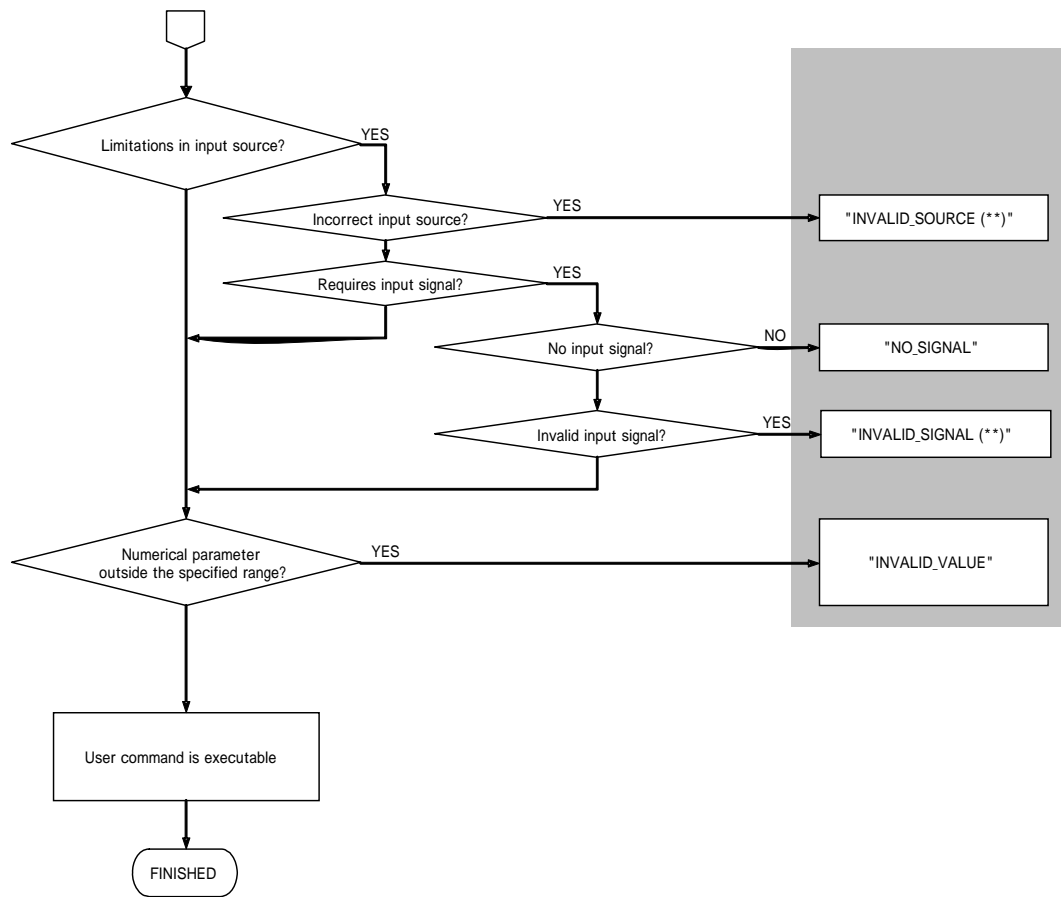 Limitations in input source?
YES
Incorrect input source?
YES
"INVALID_SOURCE (**)"
Requires input signal?
YES
No input signal?
NO
"NO_SIGNAL"
Invalid input signal?
YES
"INVALID_SIGNAL (**)"
Numerical parameter
outside the specified range?
YES
"INVALID_VALUE"
User command is executable
FINISHED